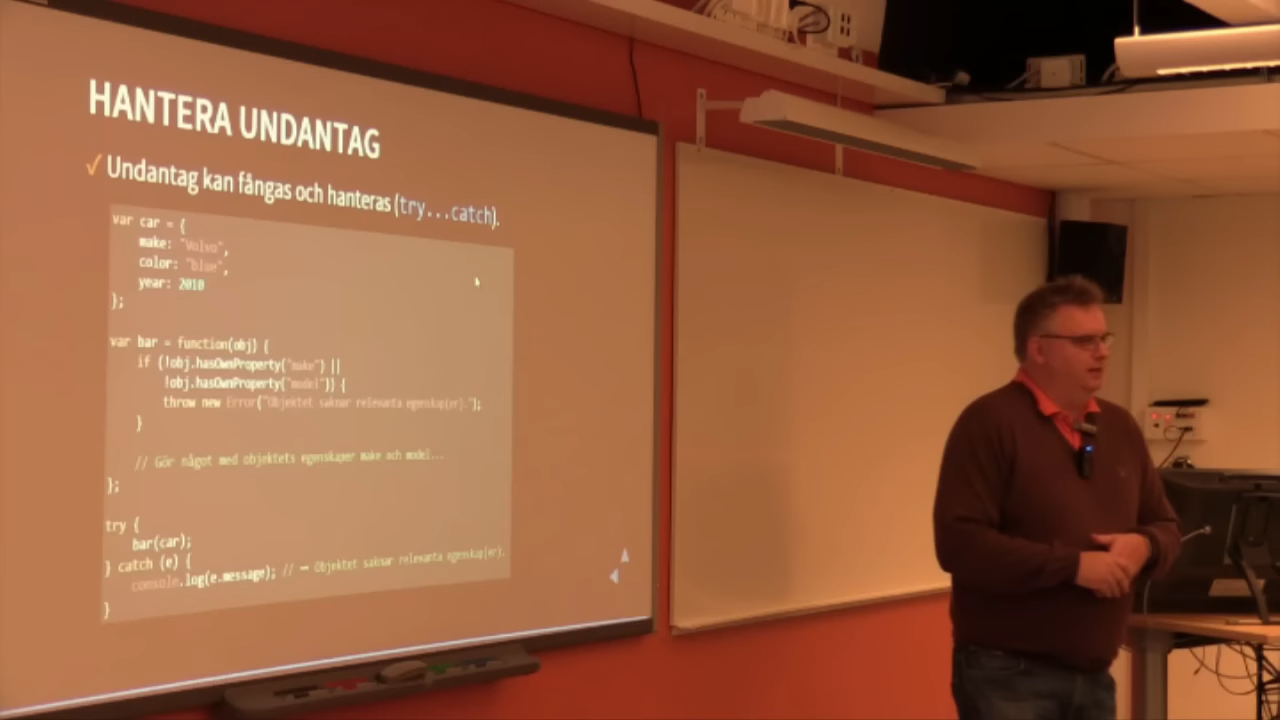 HANTERA UNDANTAG
✓ Undantag kan fångas och hanteras (try...catch).
var car = {
make: "Volvo",
color: "blue",
year: 2010
};
var bar = function(obj) {
if (!obj.hasOwnProperty("make") ||
!obj.hasOwnProperty("model")) {
throw new Error("Objektet saknar relevanta egenskap(er).");
}
// Gör något med objektets egenskaper make och model...
};
try {
bar(car);
} catch (e) {
console.log(e.message); // → Objektet saknar relevanta egenskap(er).
}